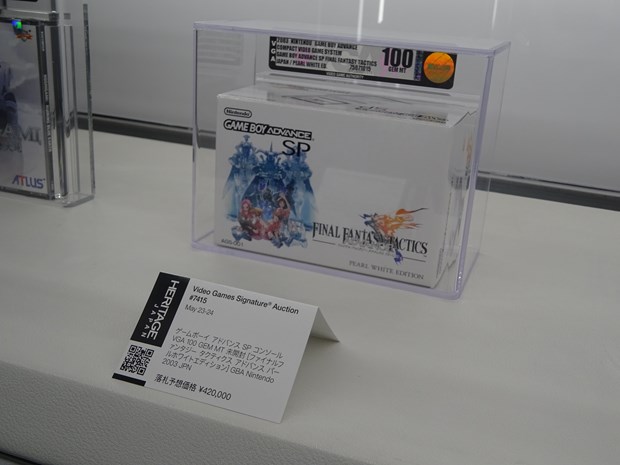 2003 NINTENDO GAME BOY ADVANCE
COMPACT VIDEO GAME SYSTEM
GAME BOY ADVANCE SP FINAL FANTASY TACTICS
JAPAN / PEARL WHITE ED
VGA
100
GEM MT
Nintendo
GAME BOY ADVANCE
SP
FINAL FANTASY TACTICS
PEARL WHITE EDITION
ATLUS
HERITAGE
JAPAN
Video Games Signature® Auction
#7415
May 23-24
ゲームボーイ アドバンス SP コンソール
VGA 100 GEM MT 未開封 [ファイナルフ
ァンタジー タクティクス アドバンス パー
ルホワイトエディション] GBA Nintendo
2003 JPN
落札予想価格 ¥420,000